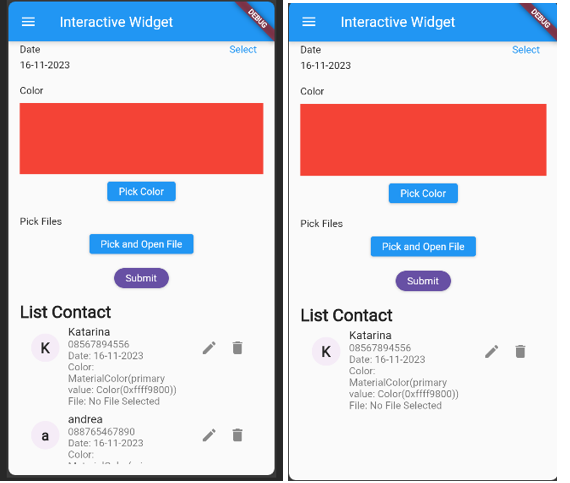 Interactive Widget
DEBUG
Date
Select
16-11-2023
Color
Pick Color
Pick Files
Pick and Open File
Submit
List Contact
K
Katarina
08567894556
Date: 16-11-2023
Color:
MaterialColor(primary
value: Color(0xffff9800))
File: No File Selected
a
andrea
088765467890
Date: 16-11-2023
Color:
Interactive Widget
DEBUG
Date
Select
16-11-2023
Color
Pick Color
Pick Files
Pick and Open File
Submit
List Contact
K
Katarina
08567894556
Date: 16-11-2023
Color:
MaterialColor(primary
value: Color(0xffff9800))
File: No File Selected